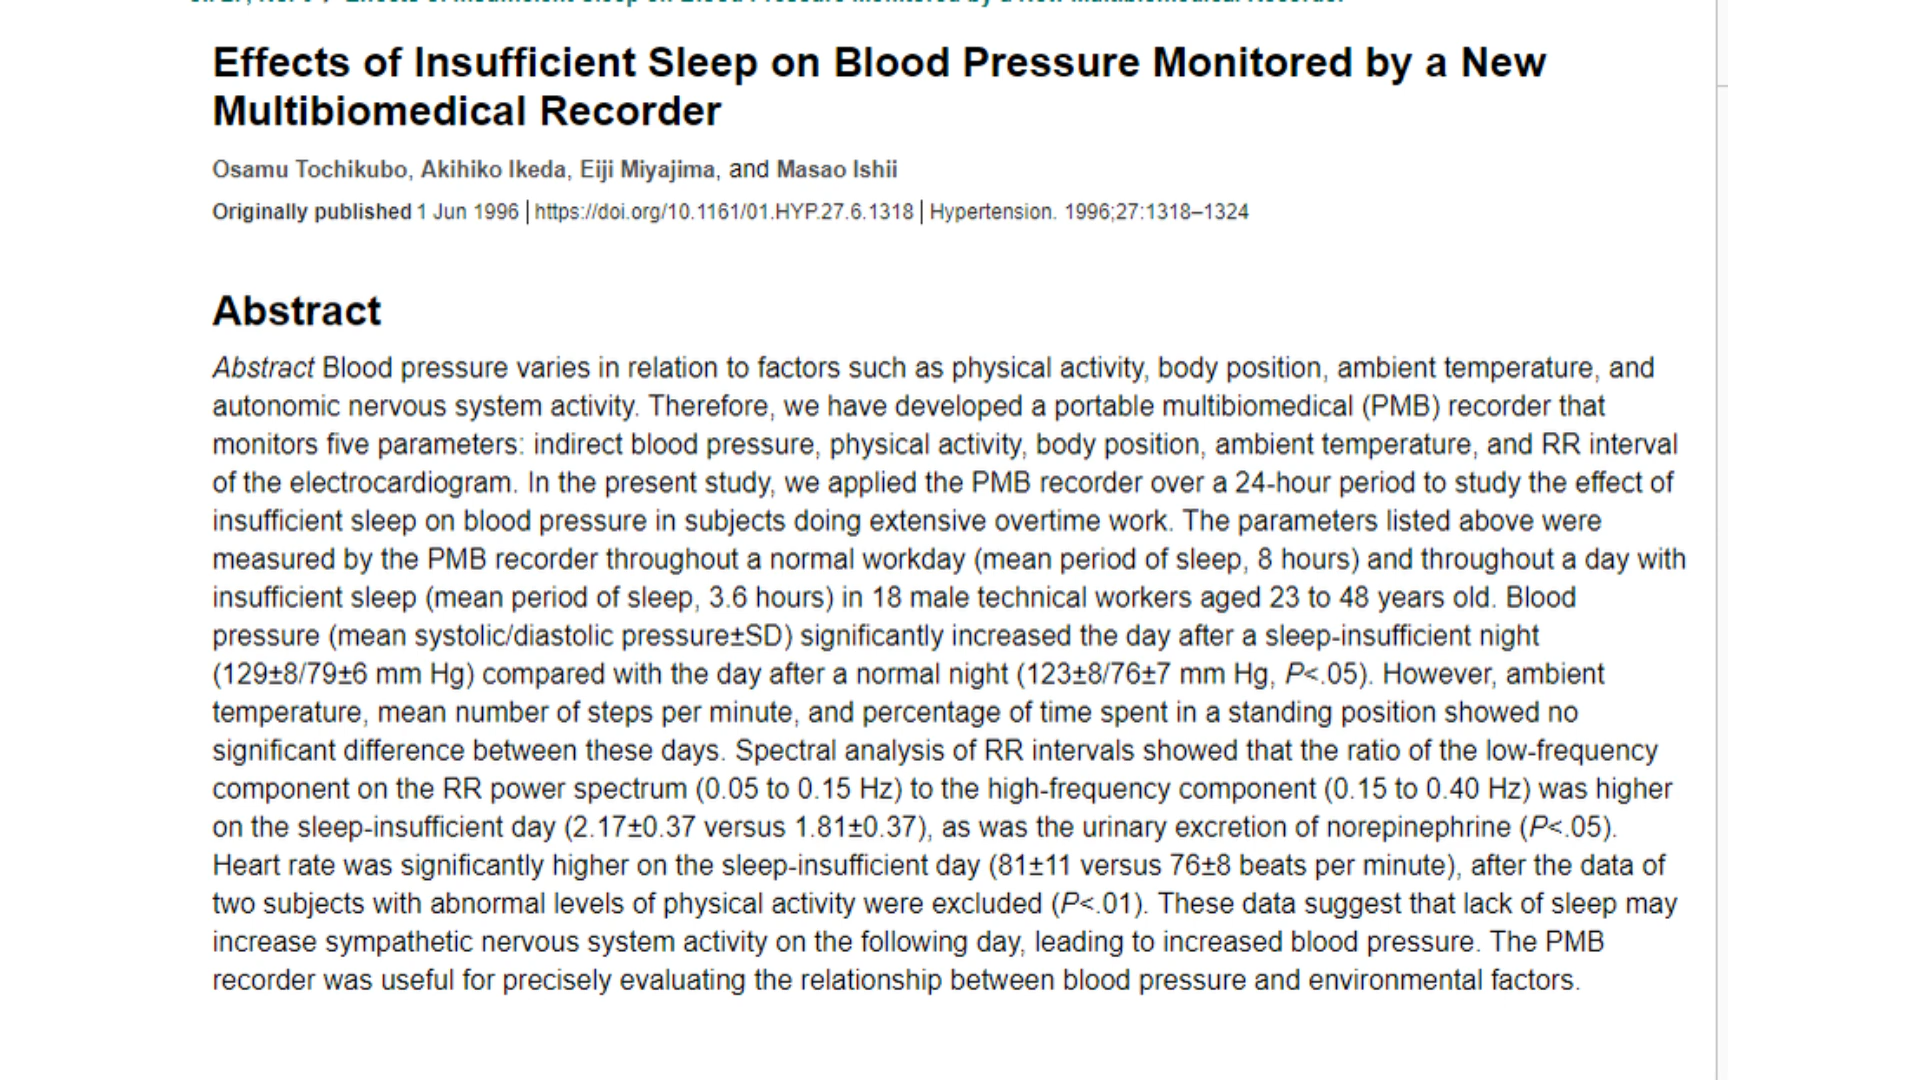 Effects of Insufficient Sleep on Blood Pressure Monitored by a New Multibiomedical Recorder
Effects of Insufficient Sleep on Blood Pressure Monitored by a New
Multibiomedical Recorder
Osamu Tochikubo, Akihiko Ikeda, Eiji Miyajima, and Masao Ishii
Originally published 1 Jun 1996 | https://doi.org/10.1161/01.HYP.27.6.1318 | Hypertension. 1996;27:1318–1324
Abstract
Abstract Blood pressure varies in relation to factors such as physical activity, body position, ambient temperature, and
autonomic nervous system activity. Therefore, we have developed a portable multibiomedical (PMB) recorder that
monitors five parameters: indirect blood pressure, physical activity, body position, ambient temperature, and RR interval
of the electrocardiogram. In the present study, we applied the PMB recorder over a 24-hour period to study the effect of
insufficient sleep on blood pressure in subjects doing extensive overtime work. The parameters listed above were
measured by the PMB recorder throughout a normal workday (mean period of sleep, 8 hours) and throughout a day with
insufficient sleep (mean period of sleep, 3.6 hours) in 18 male technical workers aged 23 to 48 years old. Blood
pressure (mean systolic/diastolic pressure±SD) significantly increased the day after a sleep-insufficient night
(129±8/79±6 mm Hg) compared with the day after a normal night (123±8/76±7 mm Hg, P<.05). However, ambient
temperature, mean number of steps per minute, and percentage of time spent in a standing position showed no
significant difference between these days. Spectral analysis of RR intervals showed that the ratio of the low-frequency
component on the RR power spectrum (0.05 to 0.15 Hz) to the high-frequency component (0.15 to 0.40 Hz) was higher
on the sleep-insufficient day (2.17±0.37 versus 1.81±0.37), as was the urinary excretion of norepinephrine (P<.05).
Heart rate was significantly higher on the sleep-insufficient day (81±11 versus 76±8 beats per minute), after the data of
two subjects with abnormal levels of physical activity were excluded (P<.01). These data suggest that lack of sleep may
increase sympathetic nervous system activity on the following day, leading to increased blood pressure. The PMB
recorder was useful for precisely evaluating the relationship between blood pressure and environmental factors.